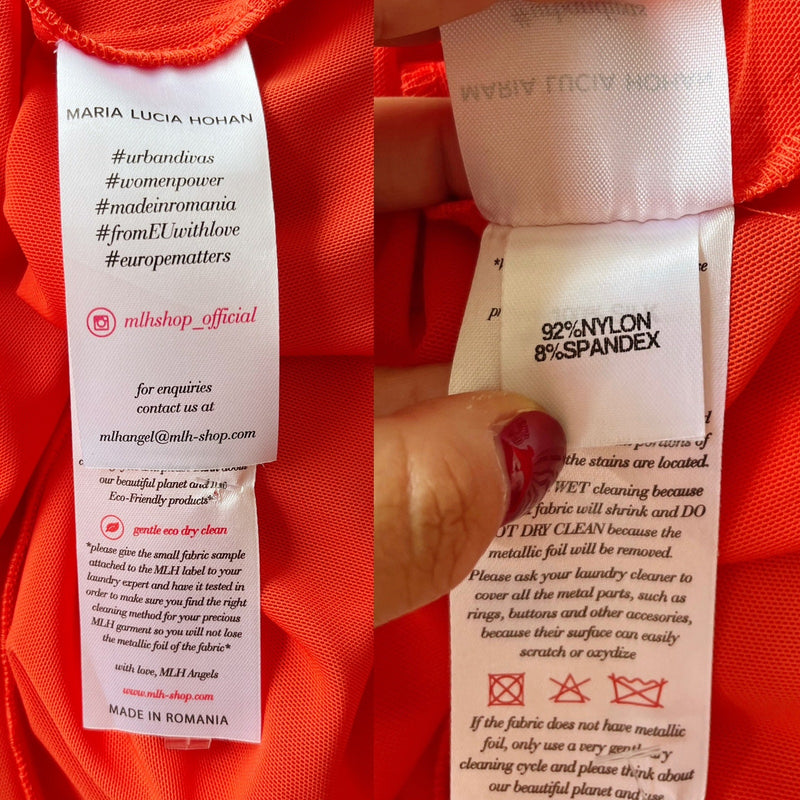 MARIA LUCIA HOHAN
#urbandivas
#womenpower
#madeinromania
#fromEUwithlove
#europematters
mlhshop_official
for enquiries
contact us at
mlhangel@mlh-shop.com
our beautiful planet and use
Eco-Friendly products*
gentle eco dry clean
*please give the small fabric sample
attached to the MLH label to your
laundry expert and have it tested in
order to make sure you find the right
cleaning method for your precious
MLH garment so you will not lose
the metallic foil of the fabric*
with love, MLH Angels
www.mlh-shop.com
MADE IN ROMANIA
#urbandivas
MARIA LUCIA HOHAN
92%NYLON
8%SPANDEX
portions of
the stains are located.
WET cleaning because
fabric will shrink and DO
NOT DRY CLEAN because the
metallic foil will be removed.
Please ask your laundry cleaner to
cover all the metal parts, such as
rings, buttons and other accesories,
because their surface can easily
scratch or oxydize
If the fabric does not have metallic
foil, only use a very gentle dry
cleaning cycle and please think about
our beautiful planet and use